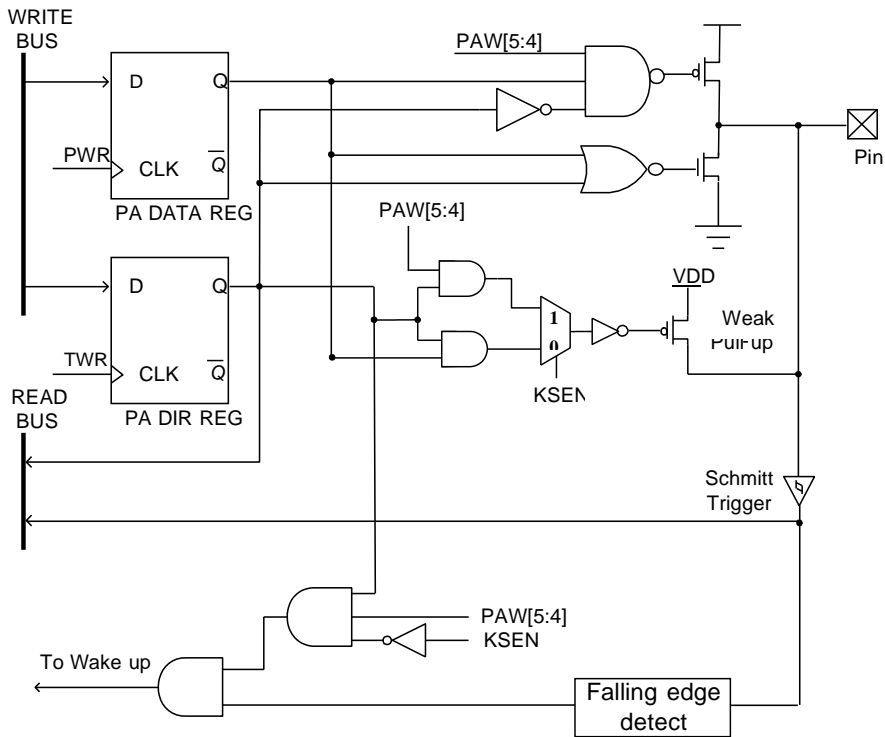 WRITE
BUS
PAW[5:4]
D
Q
PWR
CLK
Q
PA DATA REG
Pin
PAW[5:4]
D
Q
VDD
1
0
Weak
Pull-up
TWR
CLK
Q
KSEN
READ
BUS
PA DIR REG
Schmitt
Trigger
PAW[5:4]
KSEN
To Wake up
Falling edge
detect